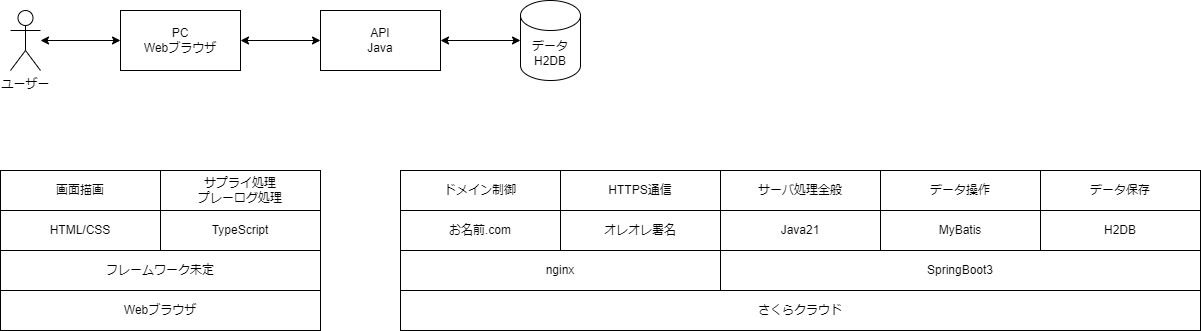 ユーザー
PC
Webブラウザ
API
Java
データ
H2DB
画面描画
サプライ処理
プレーログ処理
HTML/CSS
TypeScript
フレームワーク未定
Webブラウザ
ドメイン制御
HTTPS通信
サーバ処理全般
データ操作
データ保存
お名前.com
オレオレ署名
Java21
MyBatis
H2DB
nginx
SpringBoot3
さくらクラウド